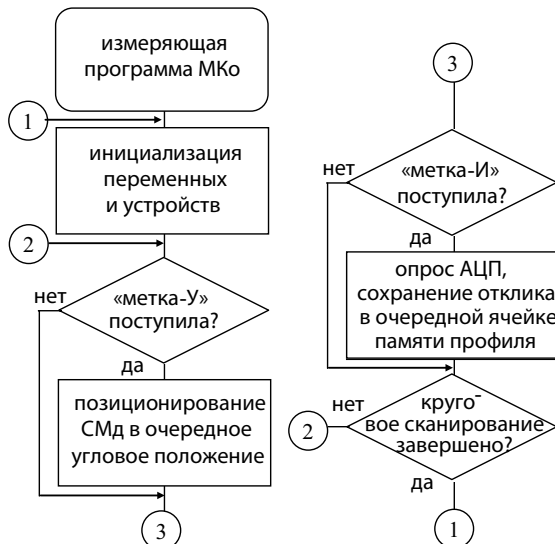 измеряющая
программа МКо
1
инициализация
переменных
и устройств
2
нет
«метка-У»
поступила?
да
позиционирование
СМд в очередное
угловое положение
3
3
нет
«метка-И»
поступила?
да
опрос АЦП,
сохранение отклика
в очередной ячейке
памяти профиля
нет
круго-
вое сканирование
завершено?
2
да
1